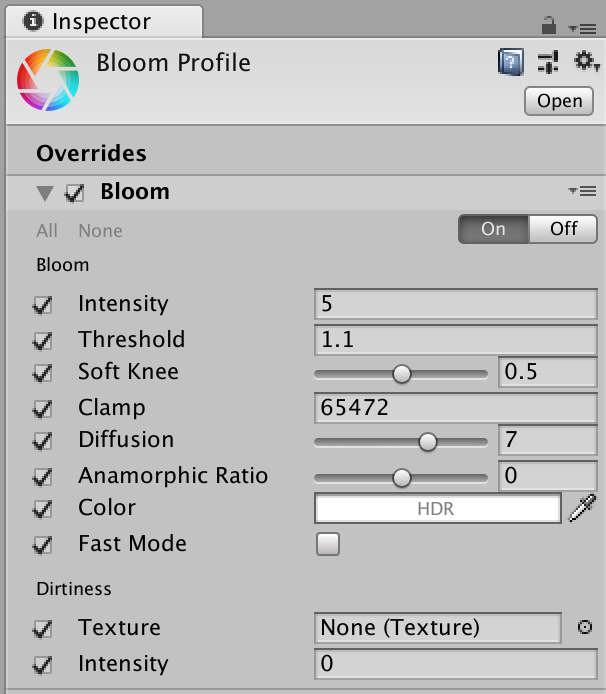 Inspector
Bloom Profile
Open
Overrides
Bloom
All None On Off
Bloom
Intensity 5
Threshold 1.1
Soft Knee 0.5
Clamp 65472
Diffusion 7
Anamorphic Ratio 0
Color HDR
Fast Mode
Dirtiness
Texture None (Texture)
Intensity 0